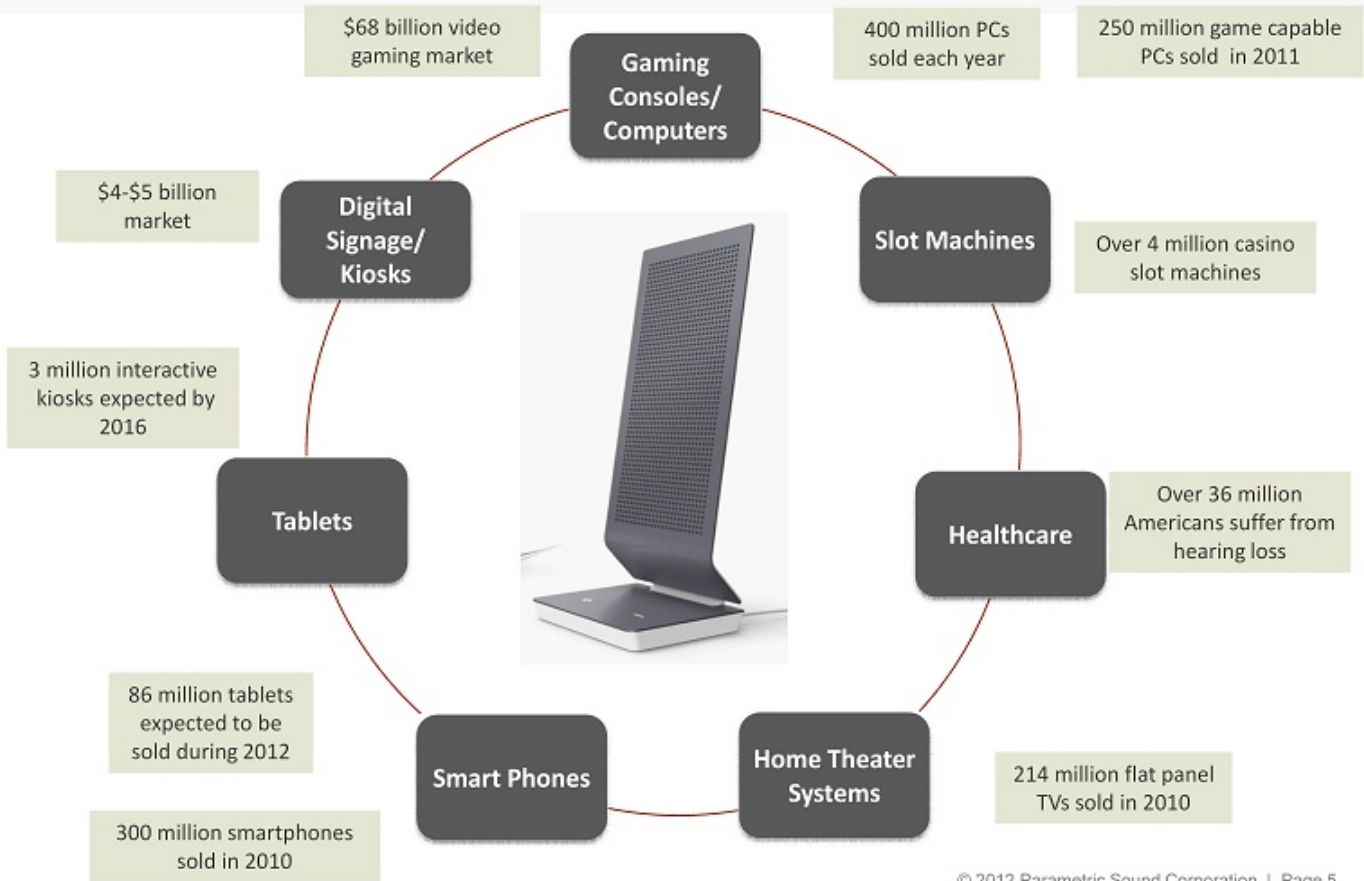 $68 billion video
gaming market
Gaming
Consoles/
Computers
400 million PCs
sold each year
250 million game capable
PCs sold in 2011
$4-$5 billion
market
Digital
Signage/
Kiosks
Slot Machines
Over 4 million casino
slot machines
3 million interactive
kiosks expected by
2016
Tablets
Healthcare
Over 36 million
Americans suffer from
hearing loss
86 million tablets
expected to be
sold during 2012
Smart Phones
Home Theater
Systems
214 million flat panel
TVs sold in 2010
300 million smartphones
sold in 2010
© 2012 Parametric Sound Corporation | Page 5